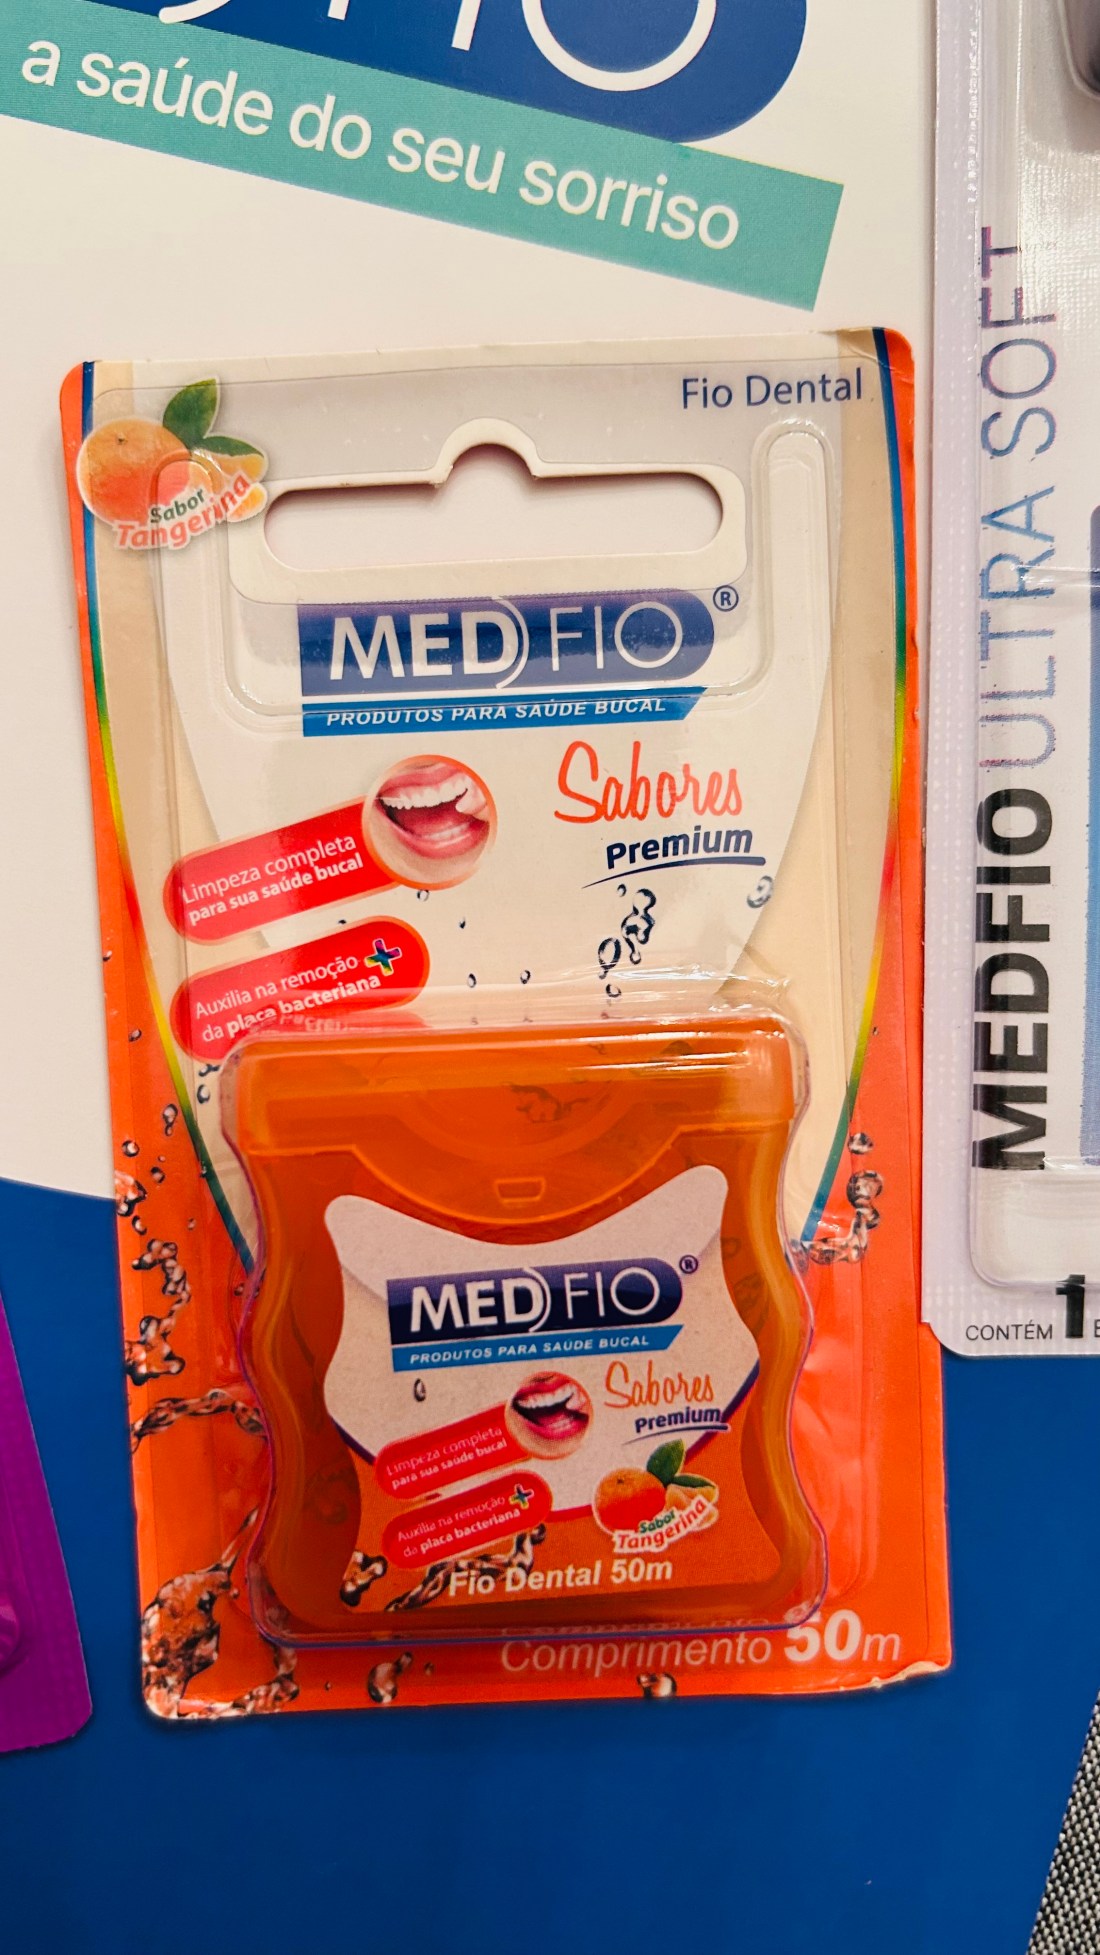 a saúde do seu sorriso
Fio Dental
Sabor
Tangerina
MEDFIO®
PRODUTOS PARA SAÚDE BUCAL
Sabores
Premium
Limpeza completa
para sua saúde bucal
Auxilia na remoção
da placa bacteriana
MEDFIO®
PRODUTOS PARA SAÚDE BUCAL
Sabores
Premium
Limpeza completa
para sua saúde bucal
Auxilia na remoção
da placa bacteriana
Sabor
Tangerina
Fio Dental 50m
Comprimento 50m
MEDFIO ULTRA SOFT
CONTÉM 1